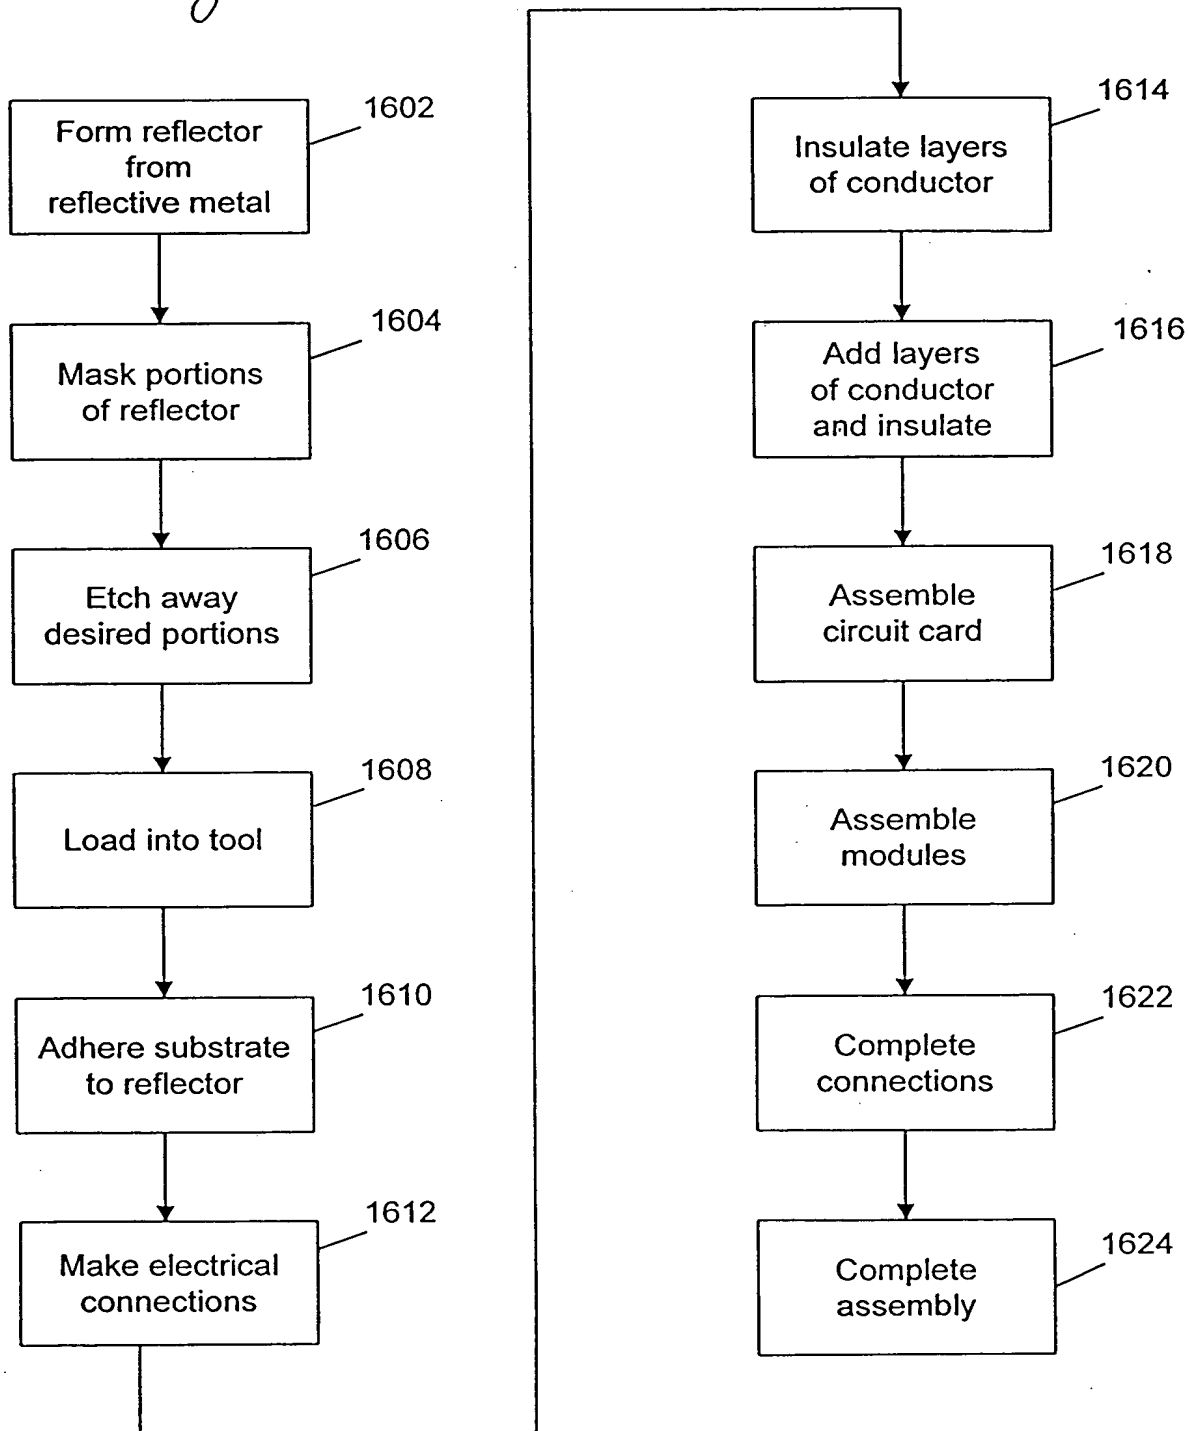 1602
Form reflector
from
reflective metal
1604
Mask portions
of reflector
1606
Etch away
desired portions
1608
Load into tool
1610
Adhere substrate
to reflector
1612
Make electrical
connections
1614
Insulate layers
of conductor
1616
Add layers
of conductor
and insulate
1618
Assemble
circuit card
1620
Assemble
modules
1622
Complete
connections
1624
Complete
assembly